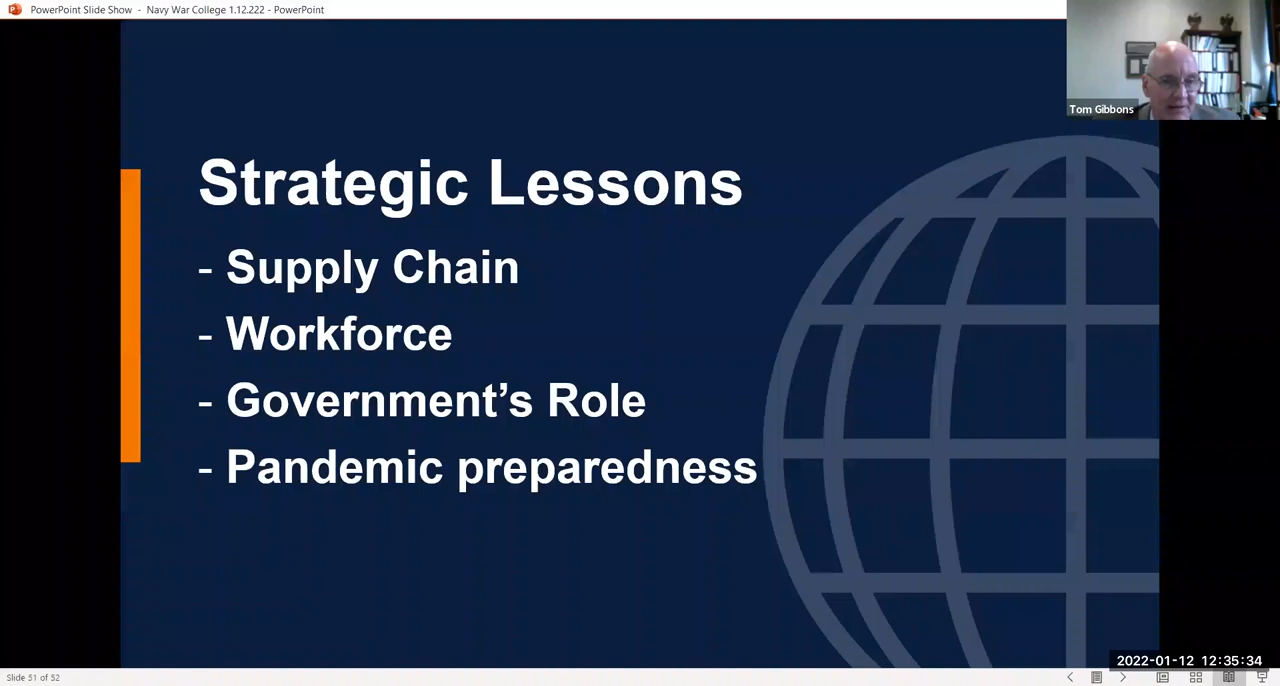 PowerPoint Slide Show - Navy War College 1.12.222 - PowerPoint
Tom Gibbons
Strategic Lessons
- Supply Chain
- Workforce
- Government’s Role
- Pandemic preparedness
2022-01-12 12:35:34
Slide 51 of 52